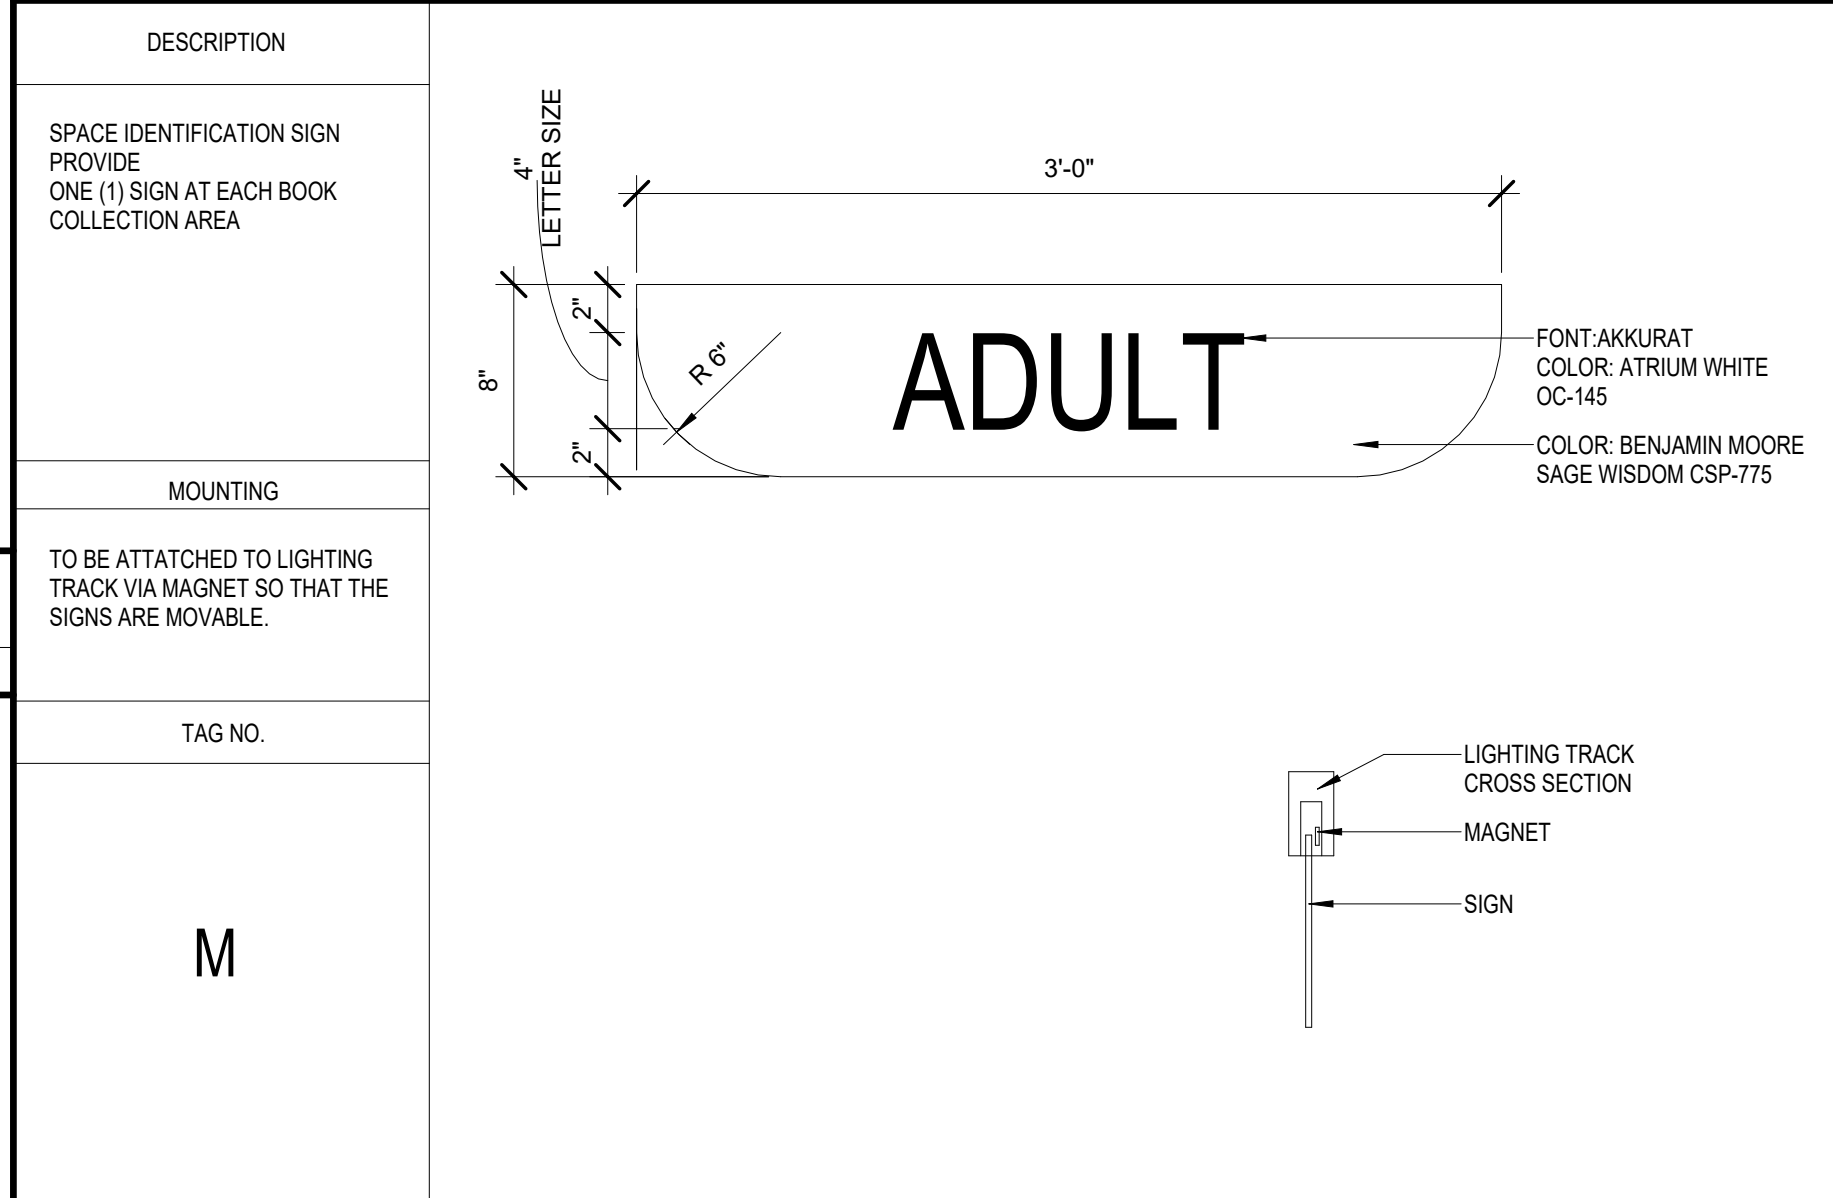 DESCRIPTION
SPACE IDENTIFICATION SIGN
PROVIDE
ONE (1) SIGN AT EACH BOOK
COLLECTION AREA
MOUNTING
TO BE ATTATCHED TO LIGHTING
TRACK VIA MAGNET SO THAT THE
SIGNS ARE MOVABLE.
TAG NO.
M
4"
LETTER SIZE
3'-0"
2"
8"
2"
R 6"
ADULT
FONT:AKKURAT
COLOR: ATRIUM WHITE
OC-145
COLOR: BENJAMIN MOORE
SAGE WISDOM CSP-775
LIGHTING TRACK
CROSS SECTION
MAGNET
SIGN